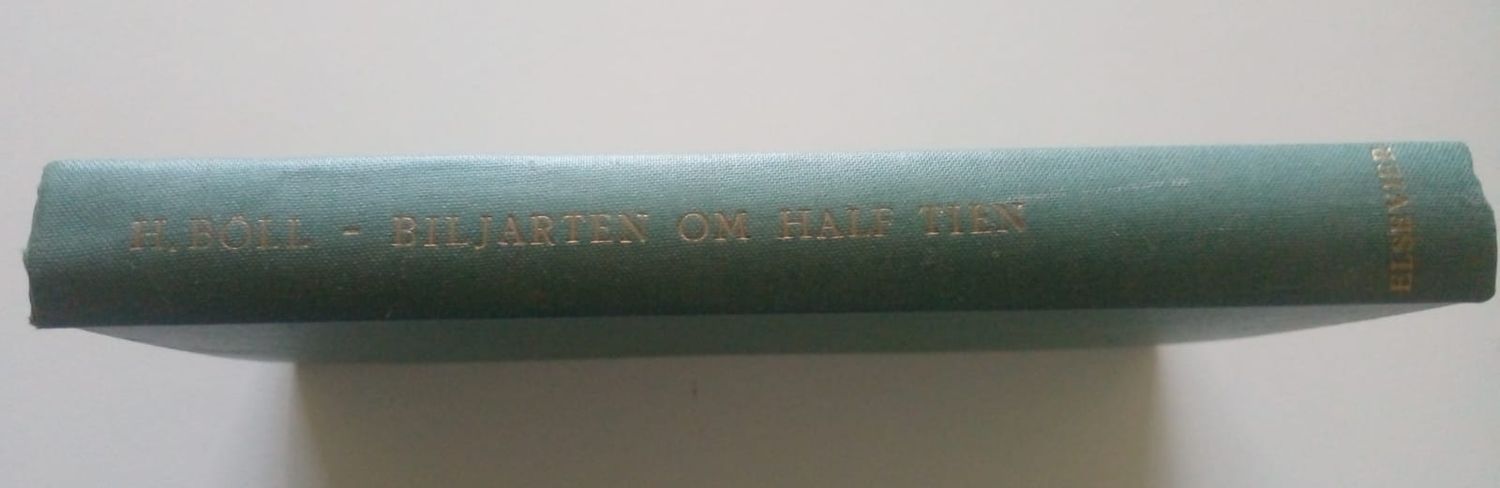 H. BÖLL - BILJARTEN OM HALF TIEN
ELSEVIER